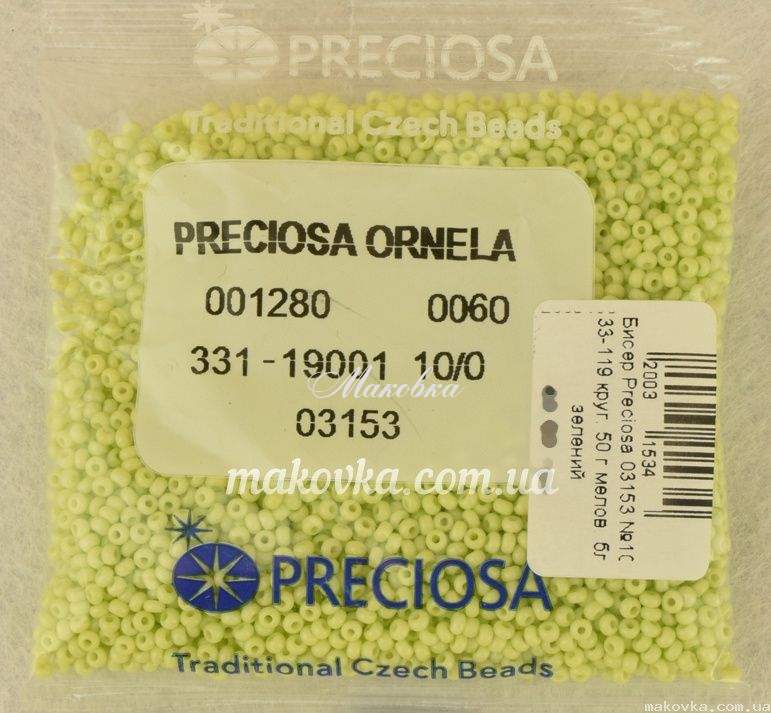 PRECIOSA
Traditional Czech Beads
PRECIOSA ORNELA
001280 0060
331-19001 10/0
03153
Маковка
makovka.com.ua
Бисер Preciosa 03153 №10
33-119 круг. 50 г мелов. бл
зелений
2003 1534
PRECIOSA
Traditional Czech Beads
makovka.com.ua